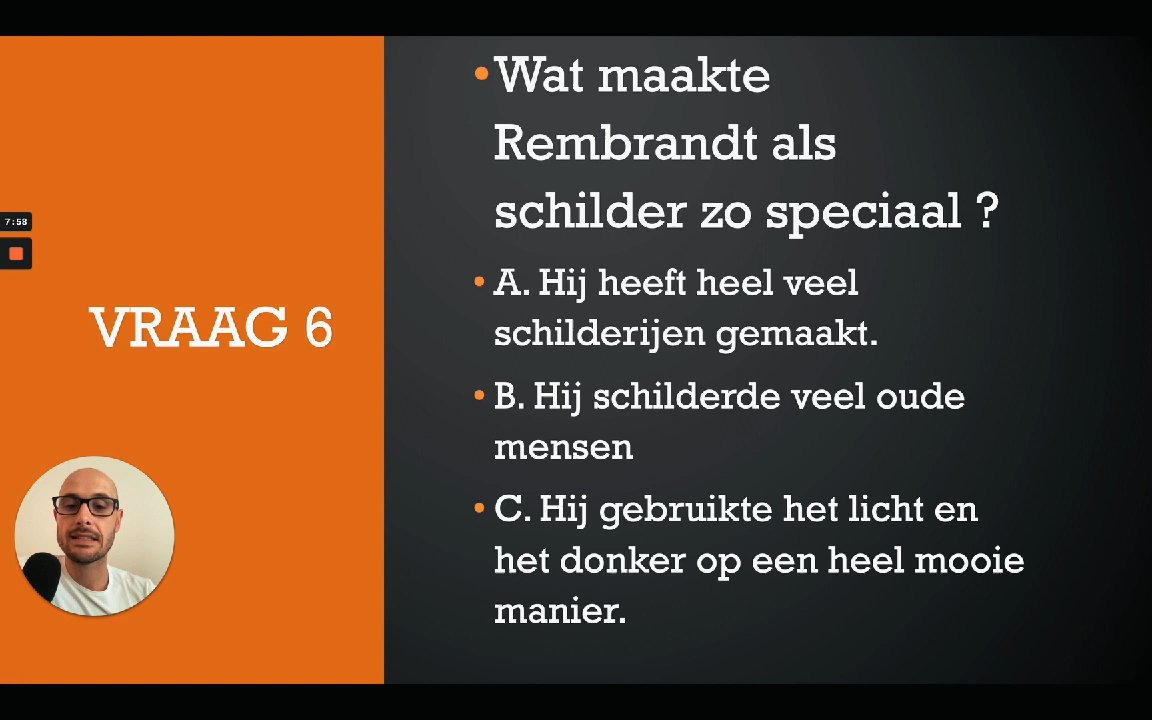 7:58
VRAAG 6
•Wat maakte
Rembrandt als
schilder zo speciaal ?
• A. Hij heeft heel veel
schilderijen gemaakt.
• B. Hij schilderde veel oude
mensen
• C. Hij gebruikte het licht en
het donker op een heel mooie
manier.